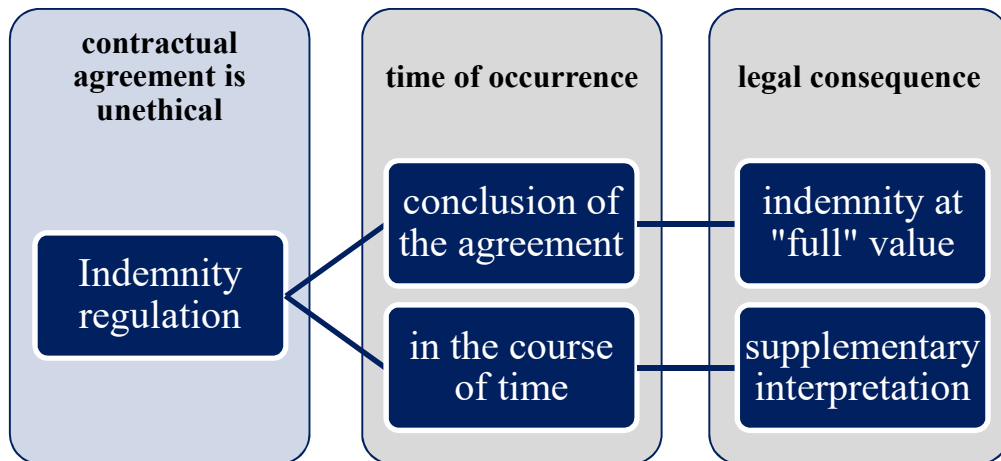 contractual
agreement is
unethical
time of occurrence
legal consequence
Indemnity
regulation
conclusion of
the agreement
indemnity at
"full" value
in the course
of time
supplementary
interpretation